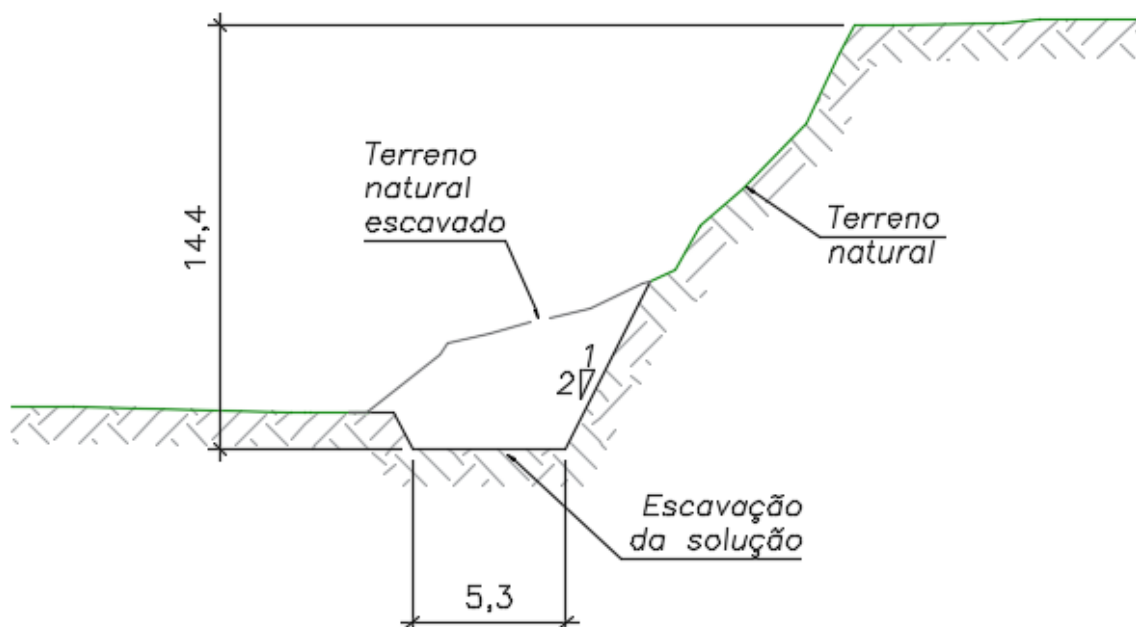 Terreno
natural
escavado
14,4
Terreno
natural
1
2
Escavação
da solução
5,3